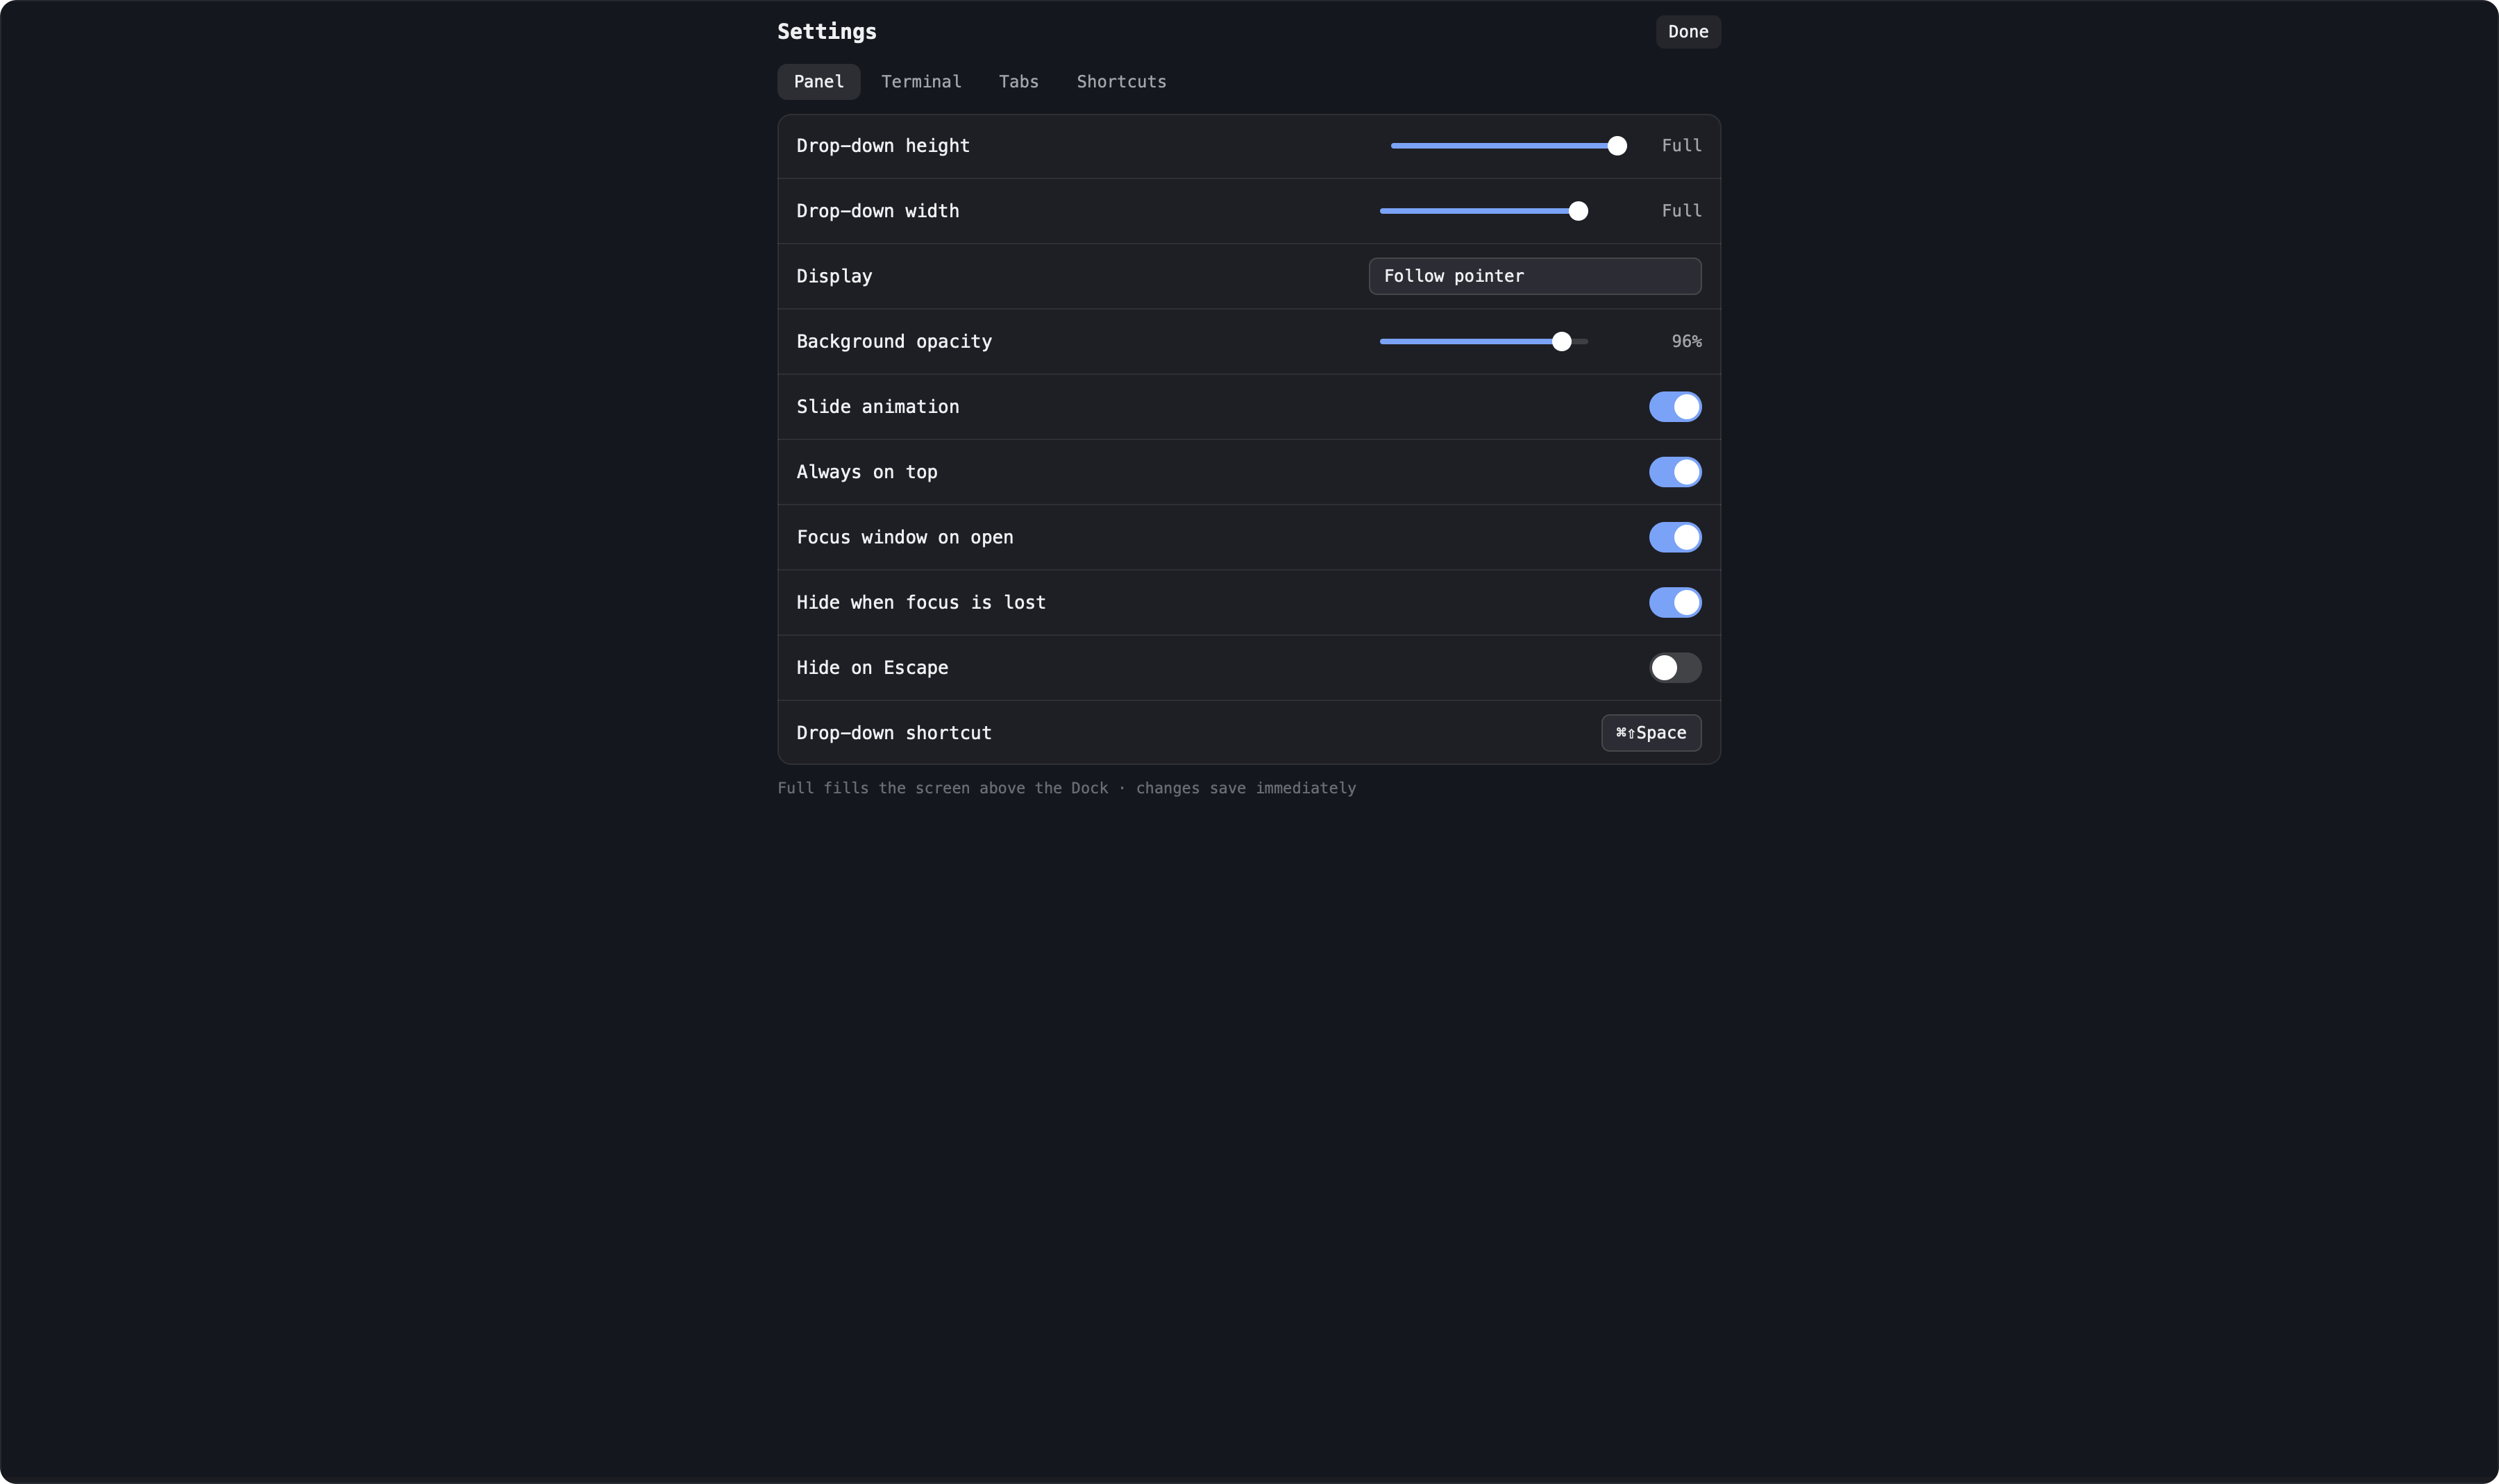 Settings
Done
Panel Terminal Tabs Shortcuts
Drop-down height Full
Drop-down width Full
Display Follow pointer
Background opacity 96%
Slide animation
Always on top
Focus window on open
Hide when focus is lost
Hide on Escape
Drop-down shortcut ⌘⇧Space
Full fills the screen above the Dock · changes save immediately